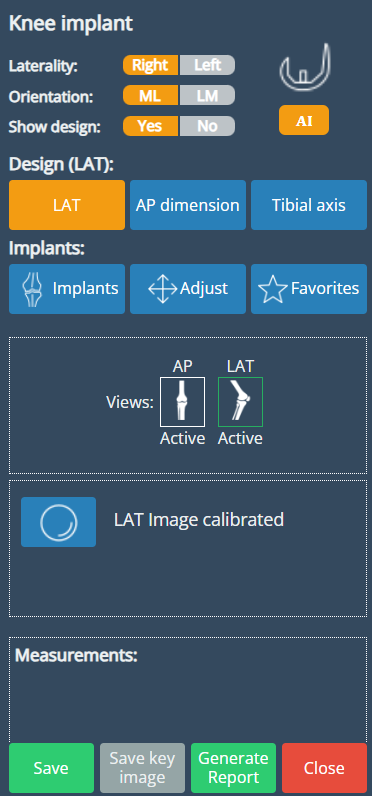 Knee implant
Laterality: Right Left
Orientation: ML LM
Show design: Yes No
AI
Design (LAT):
LAT AP dimension Tibial axis
Implants:
Implants Adjust Favorites
AP LAT
Views:
Active Active
LAT Image calibrated
Measurements:
Save
Save key
image
Generate
Report
Close